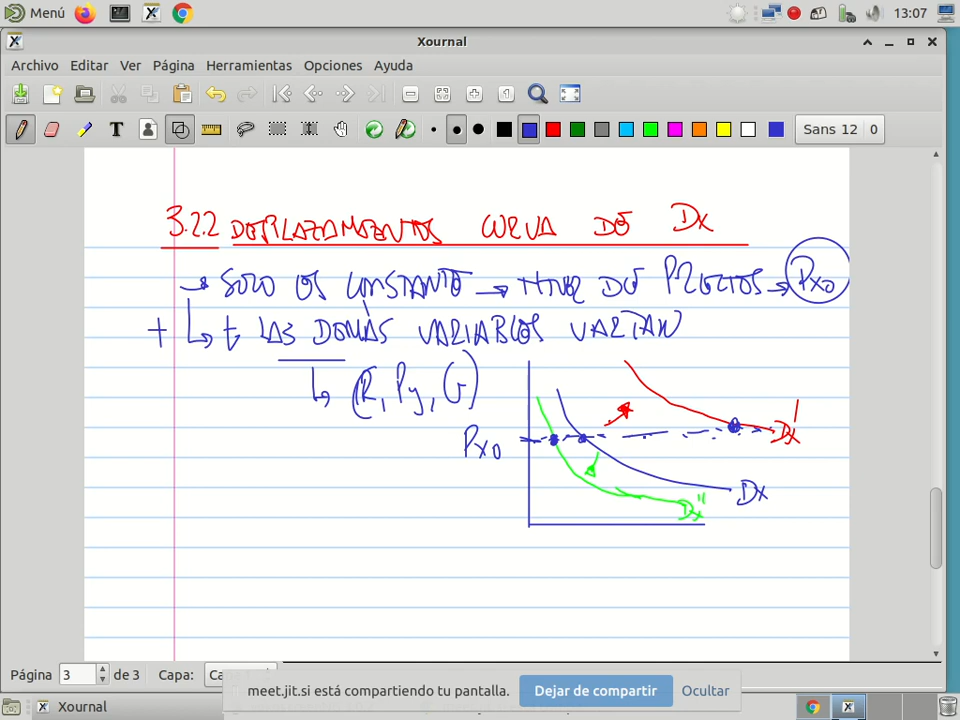 Menú
13:07
Xournal
Archivo Editar Ver Página Herramientas Opciones Ayuda
Sans 12 0
3.2.2 DESPLAZAMIENTOS CURVA DE Dx
→ SOLO ES CONSTANTE → NIVEL DE PRECIOS → Px0
+ ↳ t LAS DEMÁS VARIABLES VARÍAN
↳ (R, Py, G)
Px0
Dx'
Dx
Dx"
Página 3 de 3 Capa:
meet.jit.si está compartiendo tu pantalla. Dejar de compartir Ocultar
Xournal